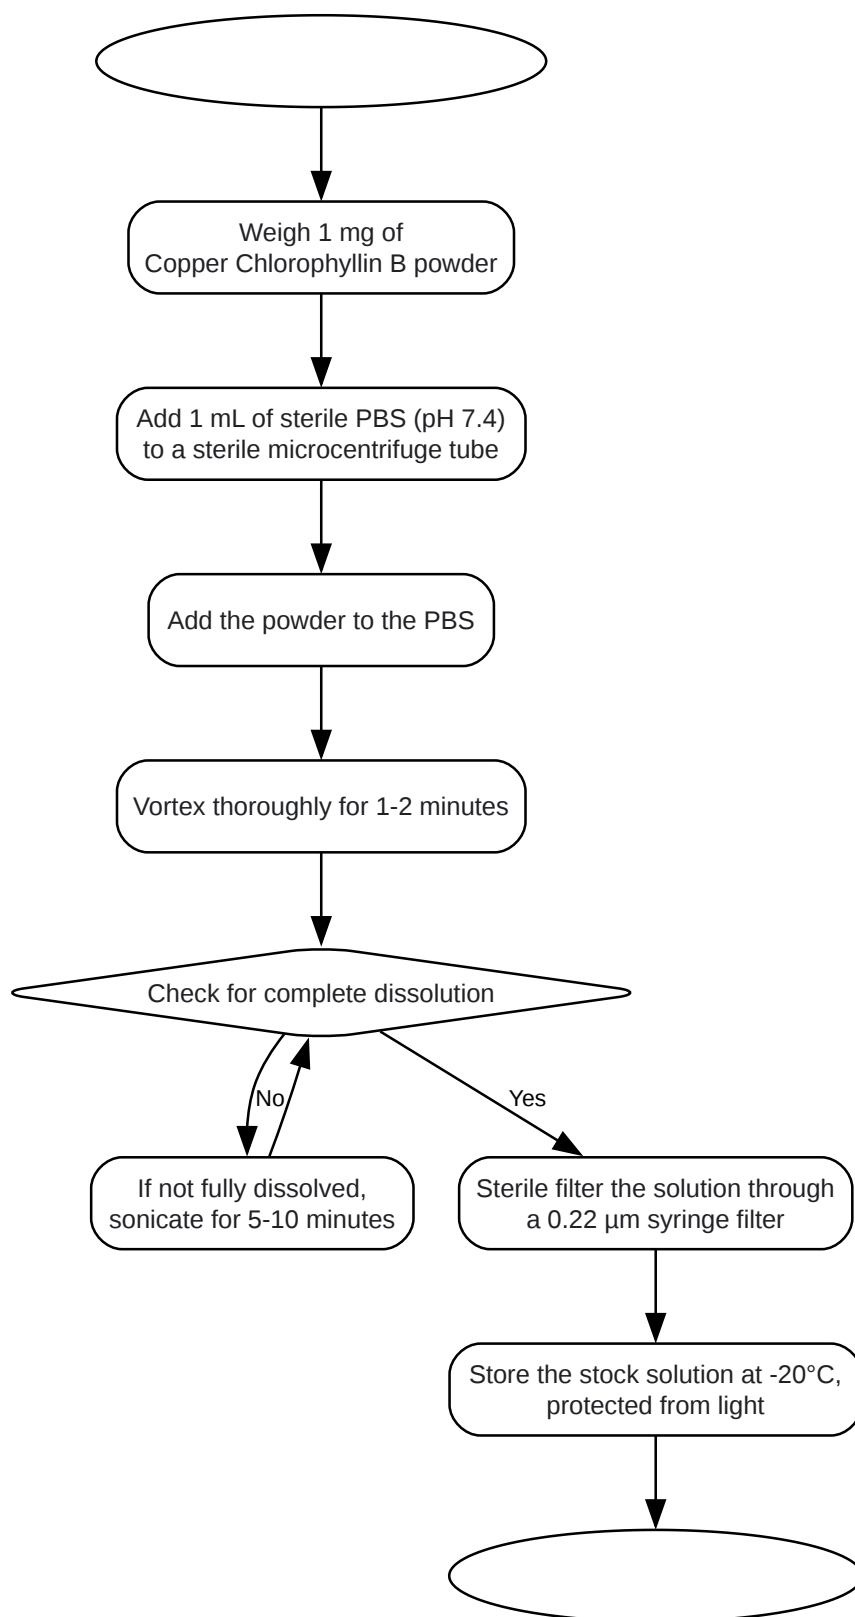 Weigh 1 mg of
Copper Chlorophyllin B powder
Add 1 mL of sterile PBS (pH 7.4)
to a sterile microcentrifuge tube
Add the powder to the PBS
Vortex thoroughly for 1-2 minutes
Check for complete dissolution
No
Yes
If not fully dissolved,
sonicate for 5-10 minutes
Sterile filter the solution through
a 0.22 µm syringe filter
Store the stock solution at -20°C,
protected from light